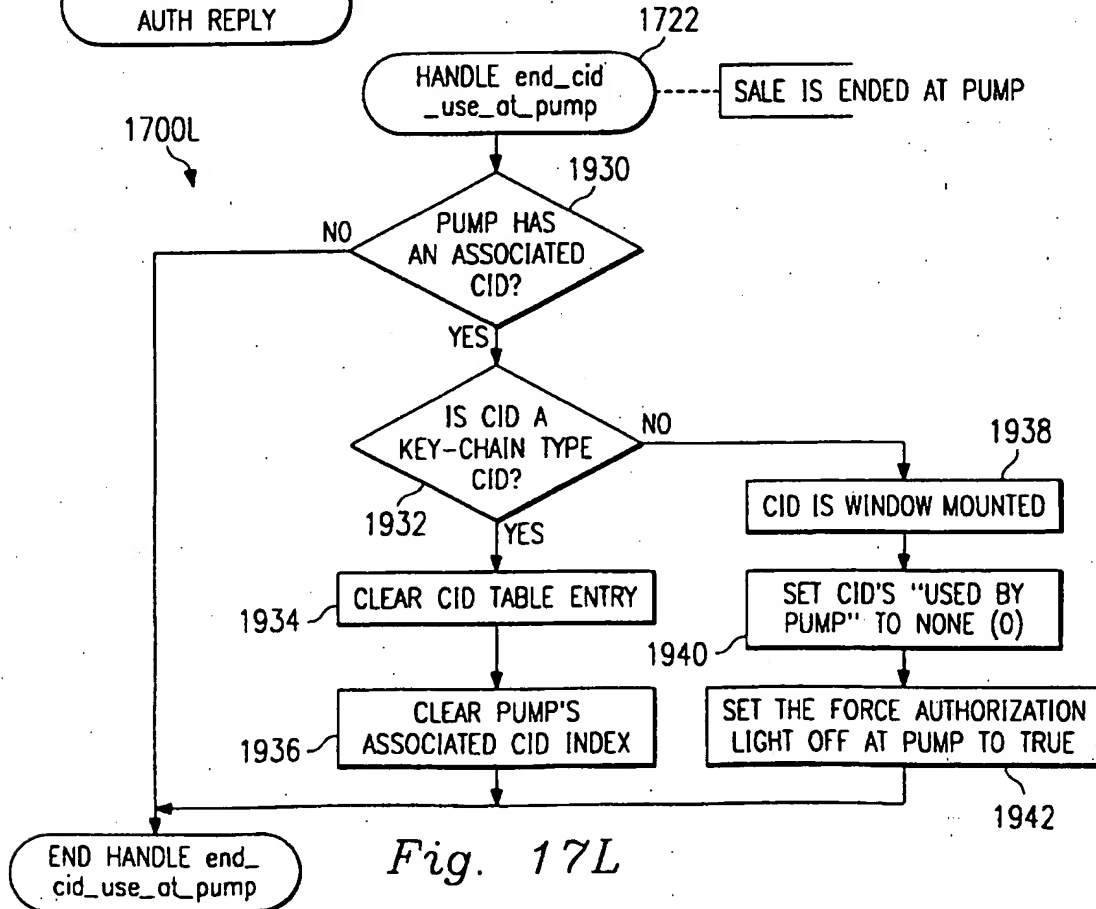 AUTH REPLY
1722
HANDLE end_cid
_use_at_pump
SALE IS ENDED AT PUMP
1700L
1930
PUMP HAS
AN ASSOCIATED
CID?
NO
YES
IS CID A
KEY-CHAIN TYPE
CID?
NO
1932
YES
1938
CID IS WINDOW MOUNTED
CLEAR CID TABLE ENTRY
1934
SET CID'S "USED BY
PUMP" TO NONE (0)
1940
CLEAR PUMP'S
ASSOCIATED CID INDEX
1936
SET THE FORCE AUTHORIZATION
LIGHT OFF AT PUMP TO TRUE
1942
END HANDLE end_
cid_use_at_pump
Fig. 17L